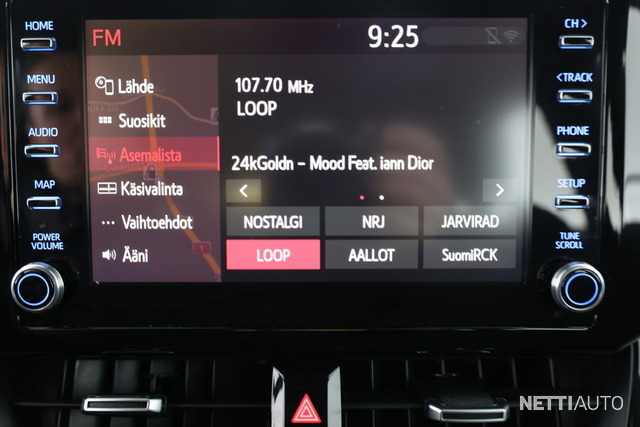 HOME
MENU
AUDIO
MAP
POWER
VOLUME
FM
9:25
Lähde
Suosikit
Asemalista
Käsivalinta
Vaihtoehdot
Ääni
107.70 MHz
LOOP
24kGoldn - Mood Feat. iann Dior
<
>
NOSTALGI
NRJ
JARVIRAD
LOOP
AALLOT
SuomiRCK
CH >
< TRACK
PHONE
SETUP
TUNE
SCROLL
NETTIAUTO